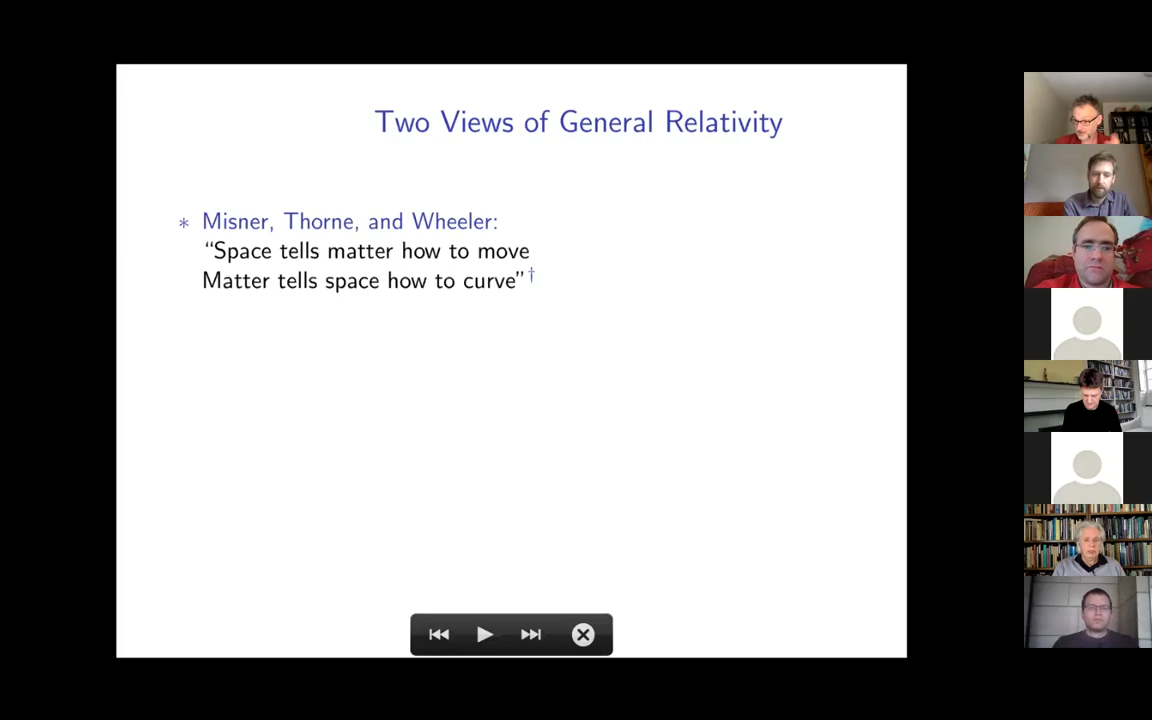 Two Views of General Relativity
∗ Misner, Thorne, and Wheeler:
“Space tells matter how to move
Matter tells space how to curve”†